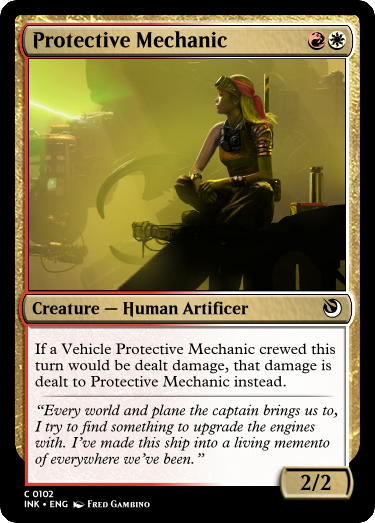 Protective Mechanic
Creature — Human Artificer
If a Vehicle Protective Mechanic crewed this
turn would be dealt damage, that damage is
dealt to Protective Mechanic instead.
“Every world and plane the captain brings us to,
I try to find something to upgrade the engines
with. I’ve made this ship into a living memento
of everywhere we’ve been.”
2/2
C 0102
INK • ENG Fred Gambino